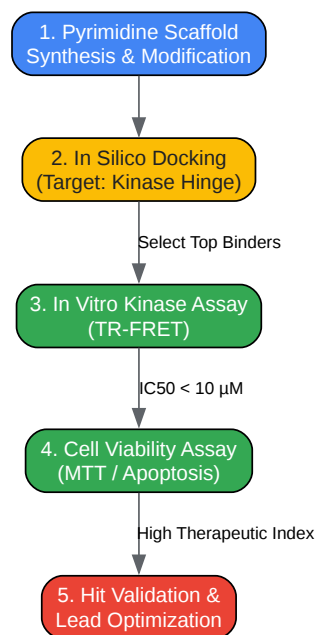 1. Pyrimidine Scaffold
Synthesis & Modification
2. In Silico Docking
(Target: Kinase Hinge)
Select Top Binders
3. In Vitro Kinase Assay
(TR-FRET)
IC50 < 10 µM
4. Cell Viability Assay
(MTT / Apoptosis)
High Therapeutic Index
5. Hit Validation &
Lead Optimization